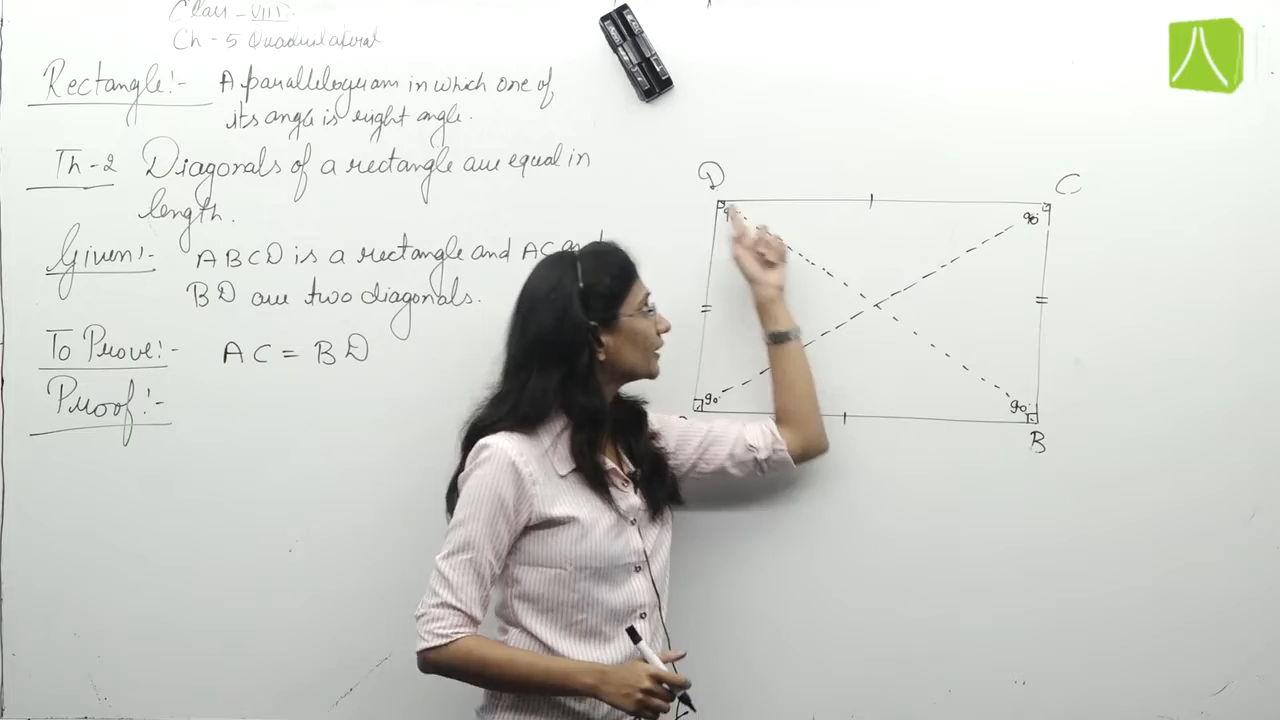 Class - VIII
Ch - 5 Quadrilateral
Rectangle :- A parallelogram in which one of
its angle is right angle.
Th - 2 Diagonals of a rectangle are equal in
length.
Given :- ABCD is a rectangle and AC and
BD are two diagonals.
To Prove :- AC = BD
Proof :-
D
C
90°
90°
90°
B